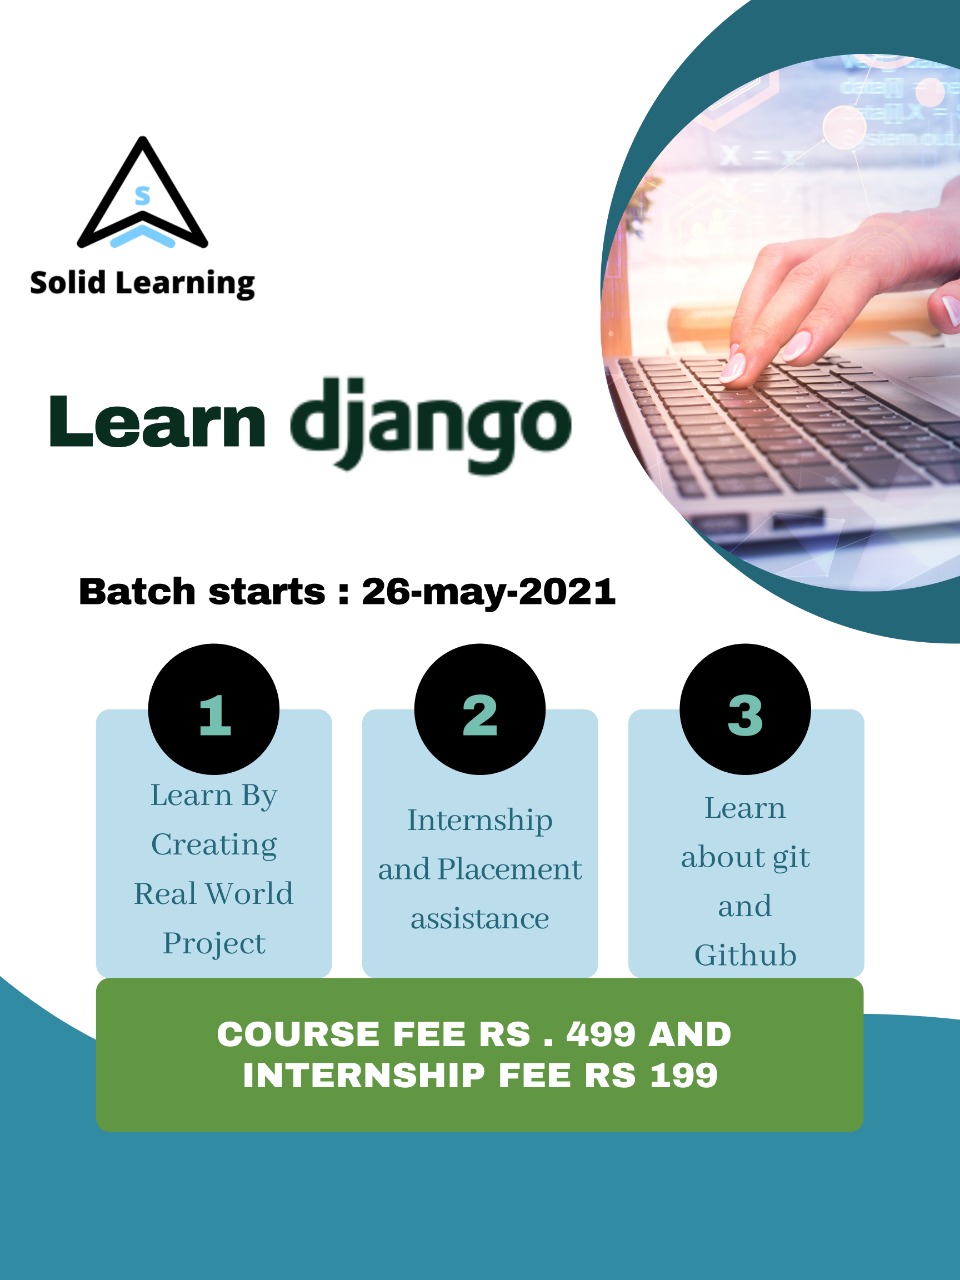 S
Solid Learning
Learn django
Batch starts : 26-may-2021
1
Learn By
Creating
Real World
Project
2
Internship
and Placement
assistance
3
Learn
about git
and
Github
COURSE FEE RS . 499 AND
INTERNSHIP FEE RS 199